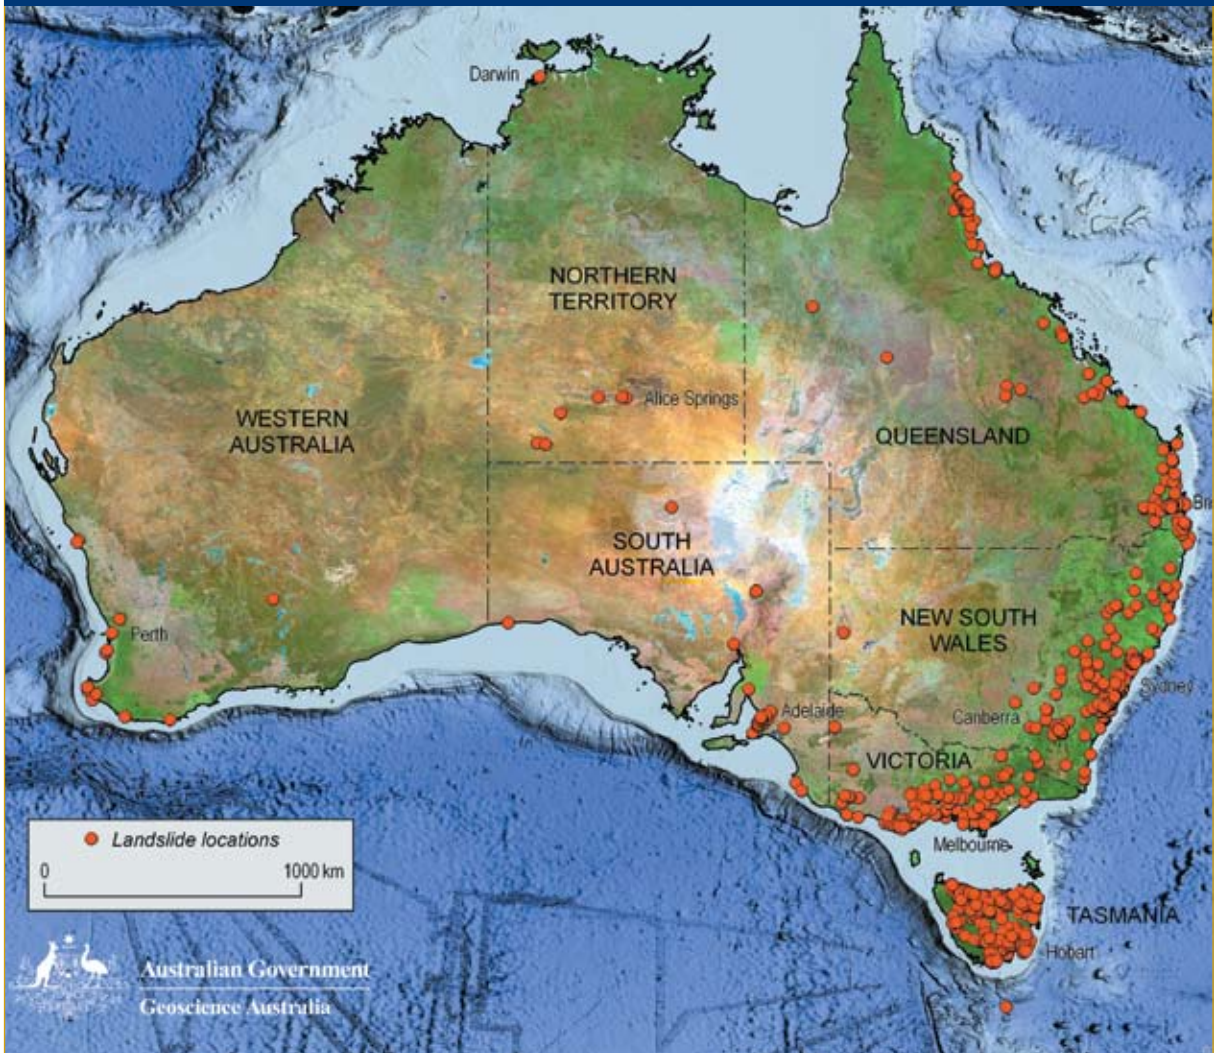 Darwin
NORTHERN
TERRITORY
Alice Springs
WESTERN
AUSTRALIA
QUEENSLAND
SOUTH
AUSTRALIA
NEW SOUTH
WALES
Perth
Sydney
Adelaide
Canberra
VICTORIA
Landslide locations
0
1000 km
Melbourne
TASMANIA
Hobart
Australian Government
Geoscience Australia